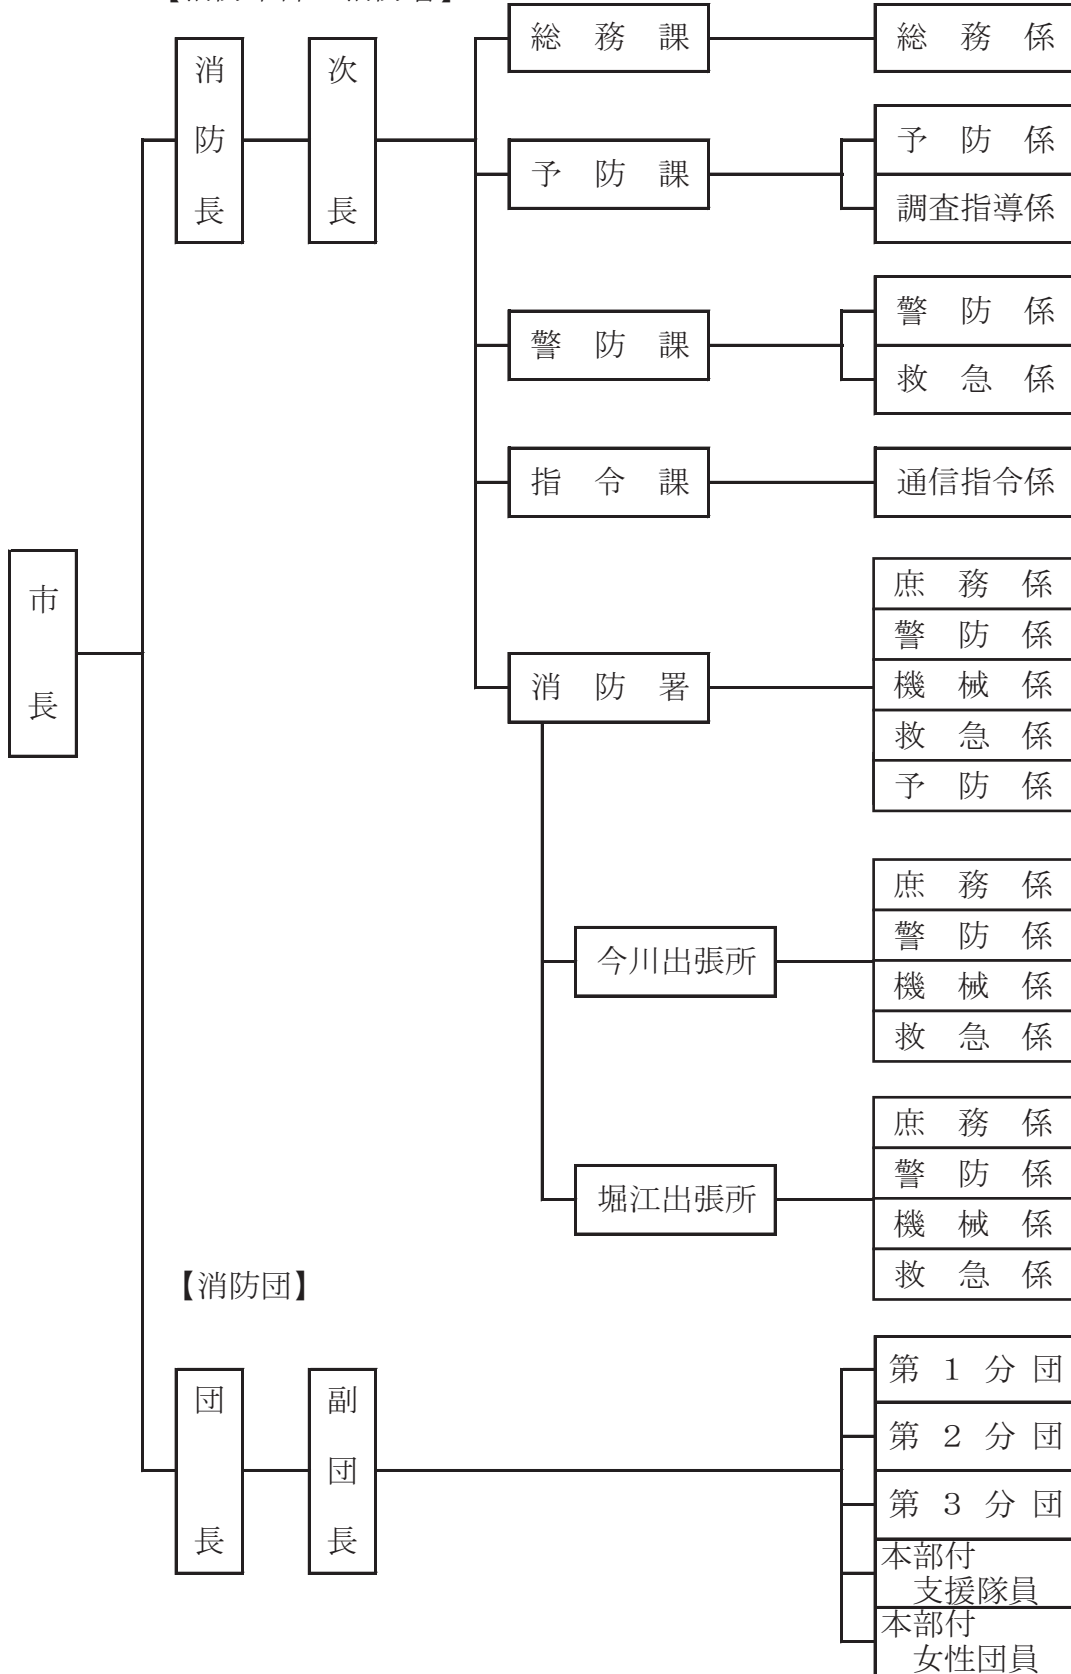 総務課
総務係
消防長
次長
予防課
予防係
調査指導係
警防課
警防係
救急係
指令課
通信指令係
市長
消防署
庶務係
警防係
機械係
救急係
予防係
今川出張所
庶務係
警防係
機械係
救急係
堀江出張所
庶務係
警防係
機械係
救急係
【消防団】
団長
副団長
第1分団
第2分団
第3分団
本部付
支援隊員
本部付
女性団員